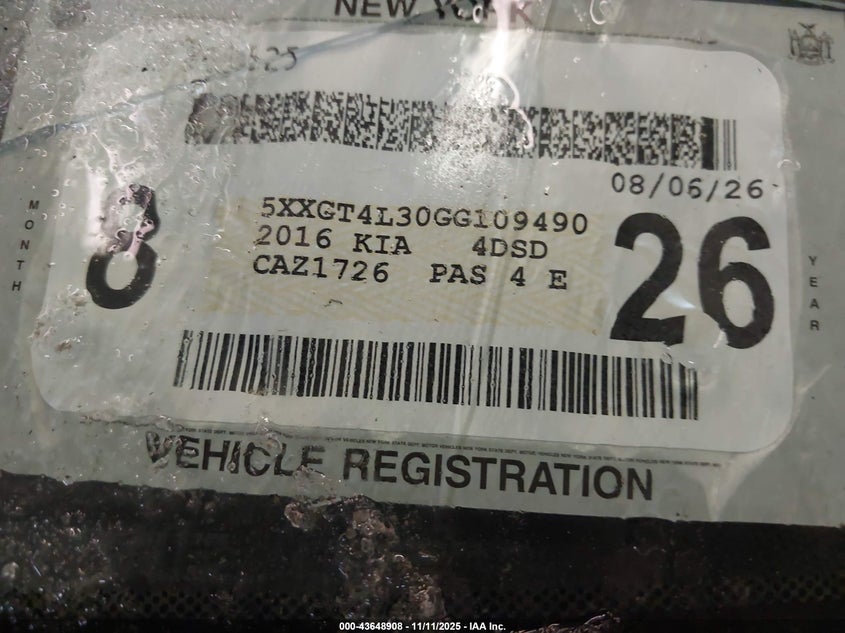 NEW YORK
08/06/26
MONTH
8
5XXGT4L30GG109490
2016 KIA 4DSD
CAZ1726 PAS 4 E
26
YEAR
VEHICLE REGISTRATION
000-43648908 - 11/11/2025 - IAA Inc.